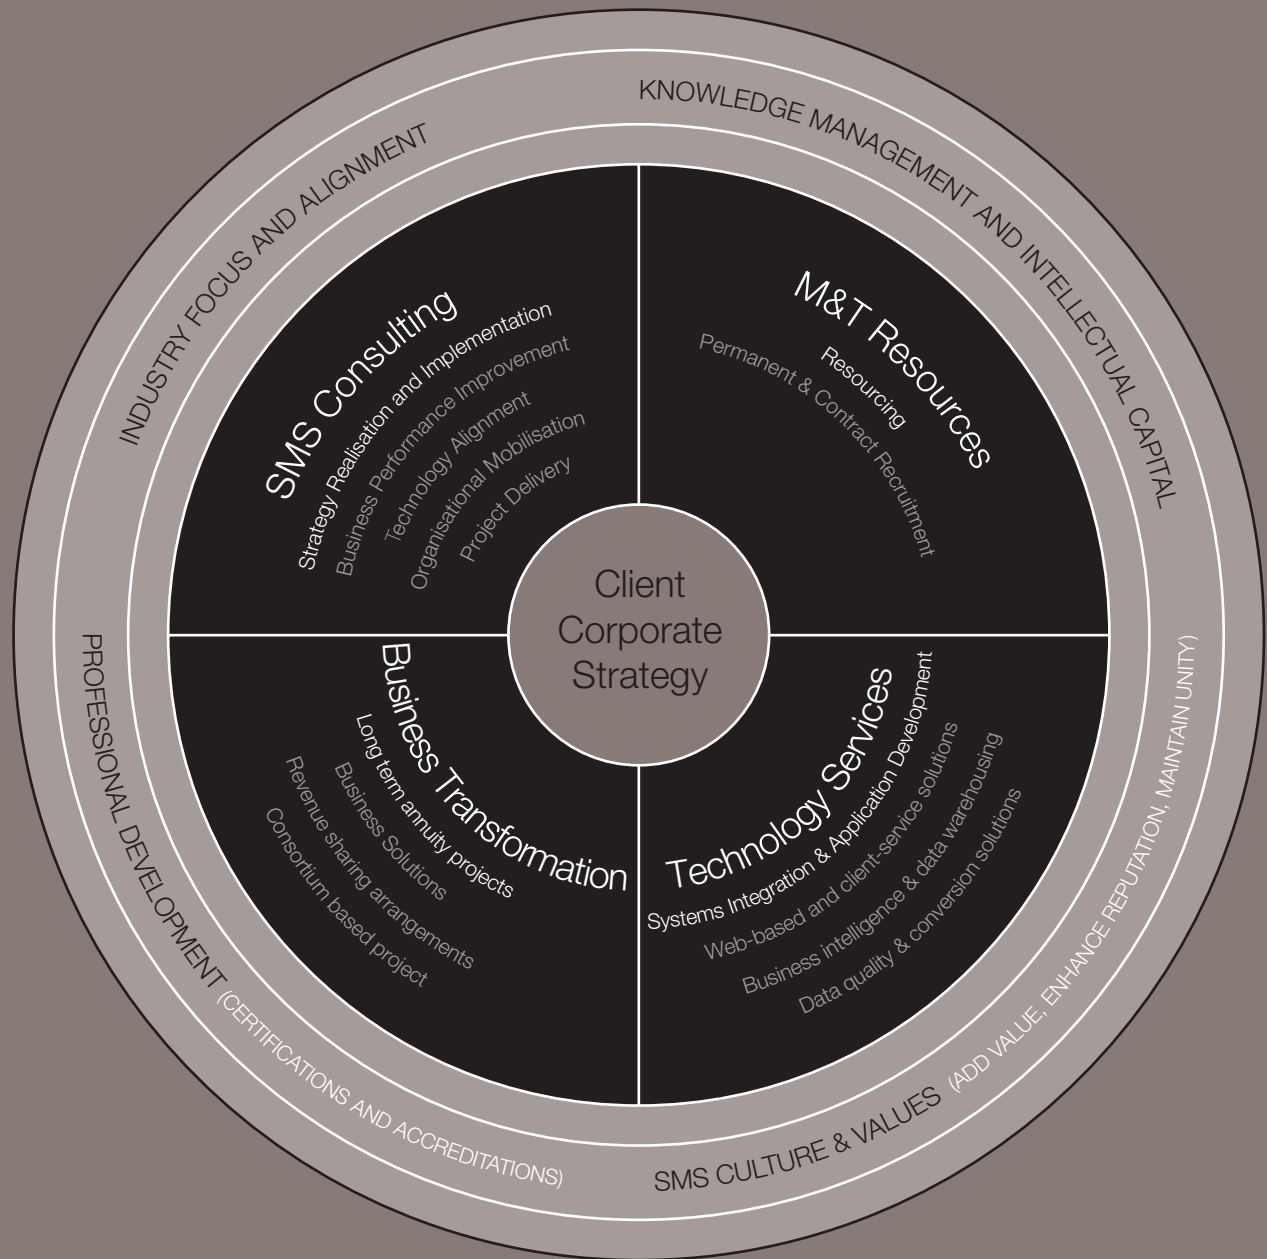 KNOWLEDGE MANAGEMENT AND INTELLECTUAL CAPITAL
INDUSTRY FOCUS AND ALIGNMENT
SMS Consulting
Strategy Realisation and Implementation
Business Performance Improvement
Technology Alignment
Organisational Mobilisation
Project Delivery
M&T Resources
Resourcing
Permanent & Contract Recruitment
Client
Corporate
Strategy
Business Transformation
Long term annuity projects
Business Solutions
Revenue sharing arrangements
Consortium based project
Technology Services
Systems Integration & Application Development
Web-based and client-service solutions
Business intelligence & data warehousing
Data quality & conversion solutions
PROFESSIONAL DEVELOPMENT (CERTIFICATIONS AND ACCREDITATIONS)
SMS CULTURE & VALUES (ADD VALUE, ENHANCE REPUTATION, MAINTAIN UNITY)